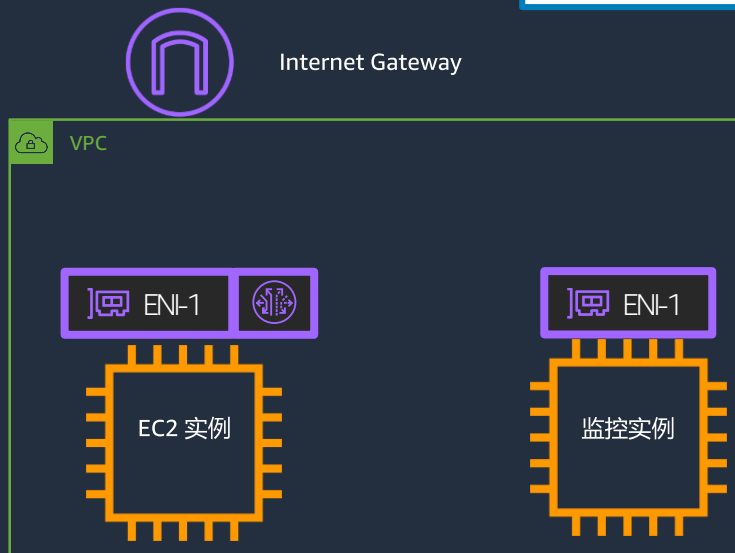 Internet Gateway
VPC
ENI-1
ENI-1
EC2 实例
监控实例